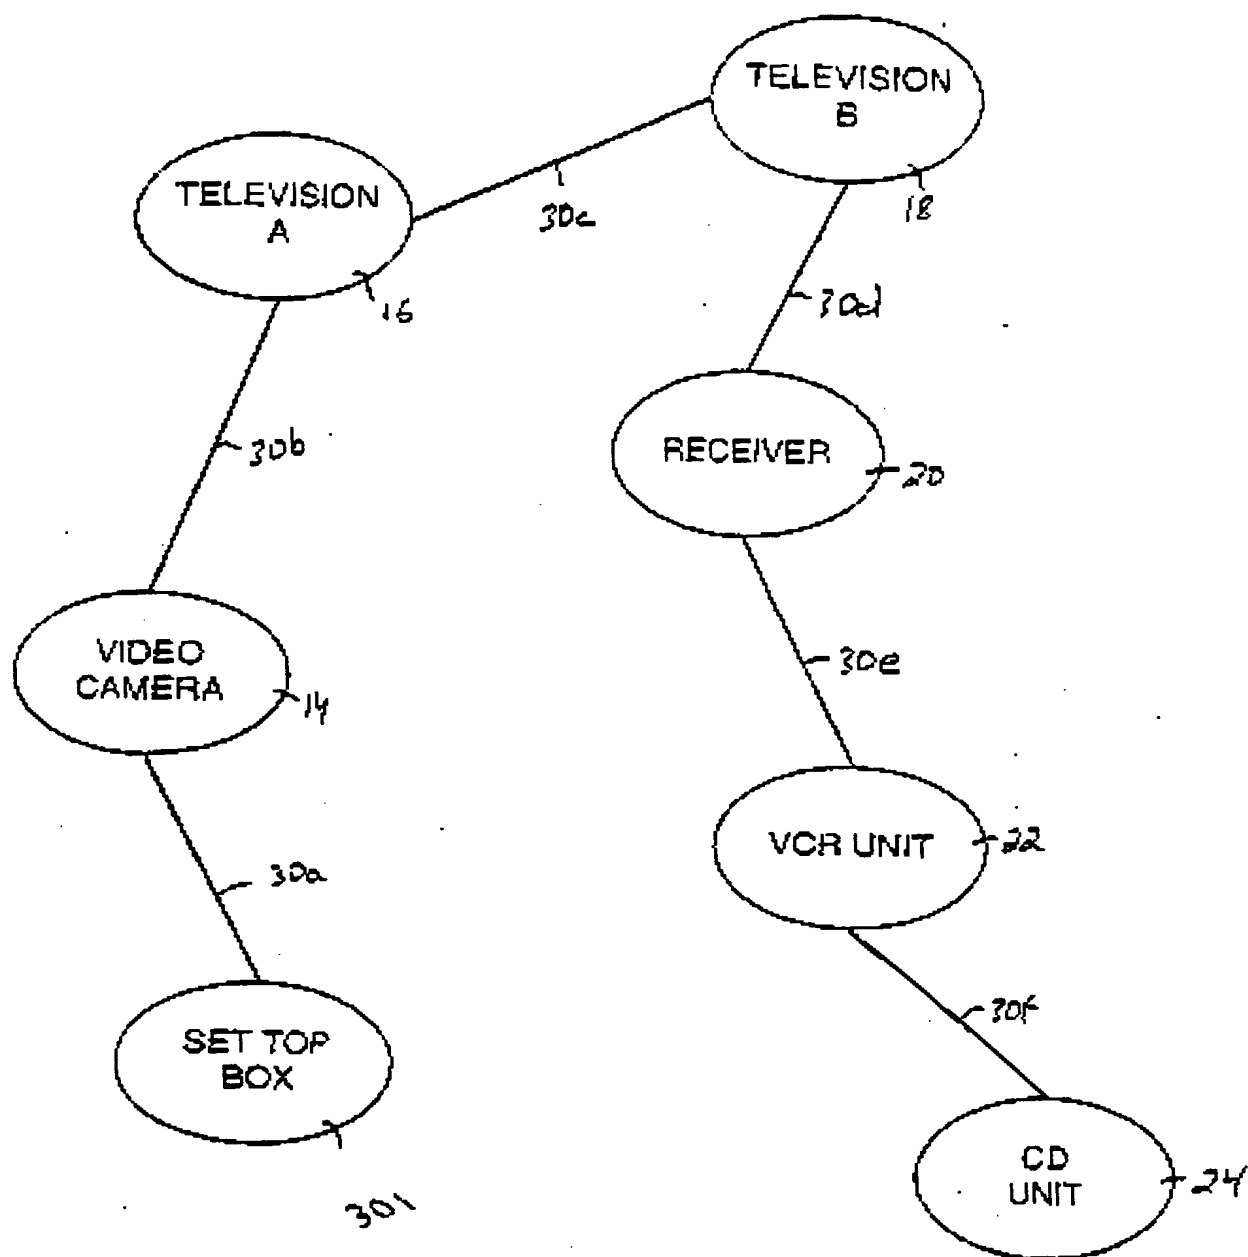 TELEVISION
B
18
TELEVISION
A
16
30c
30d
30b
RECEIVER
20
VIDEO
CAMERA
14
30e
VCR UNIT
22
30a
30f
SET TOP
BOX
301
CD
UNIT
24